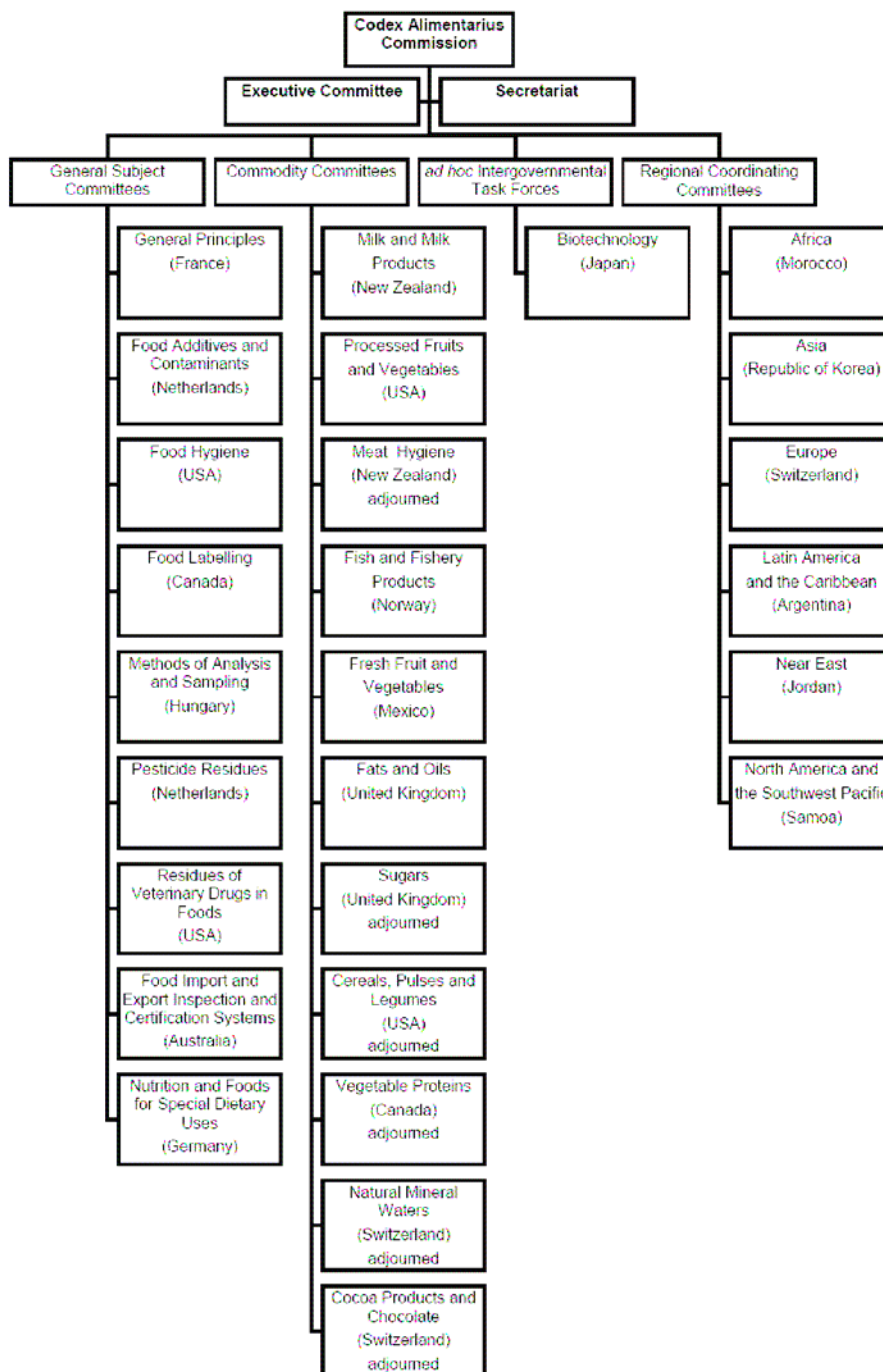 Codex Alimentarius
Commission
Executive Committee
Secretariat
General Subject
Committees
Commodity Committees
ad hoc Intergovernmental
Task Forces
Regional Coordinating
Committees
General Principles
(France)
Food Additives and
Contaminants
(Netherlands)
Food Hygiene
(USA)
Food Labelling
(Canada)
Methods of Analysis
and Sampling
(Hungary)
Pesticide Residues
(Netherlands)
Residues of
Veterinary Drugs in
Foods
(USA)
Food Import and
Export Inspection and
Certification Systems
(Australia)
Nutrition and Foods
for Special Dietary
Uses
(Germany)
Milk and Milk
Products
(New Zealand)
Processed Fruits
and Vegetables
(USA)
Meat Hygiene
(New Zealand)
adjourned
Fish and Fishery
Products
(Norway)
Fresh Fruit and
Vegetables
(Mexico)
Fats and Oils
(United Kingdom)
Sugars
(United Kingdom)
adjourned
Cereals, Pulses and
Legumes
(USA)
adjourned
Vegetable Proteins
(Canada)
adjourned
Natural Mineral
Waters
(Switzerland)
adjourned
Cocoa Products and
Chocolate
(Switzerland)
adjourned
Biotechnology
(Japan)
Africa
(Morocco)
Asia
(Republic of Korea)
Europe
(Switzerland)
Latin America
and the Caribbean
(Argentina)
Near East
(Jordan)
North America and
the Southwest Pacific
(Samoa)